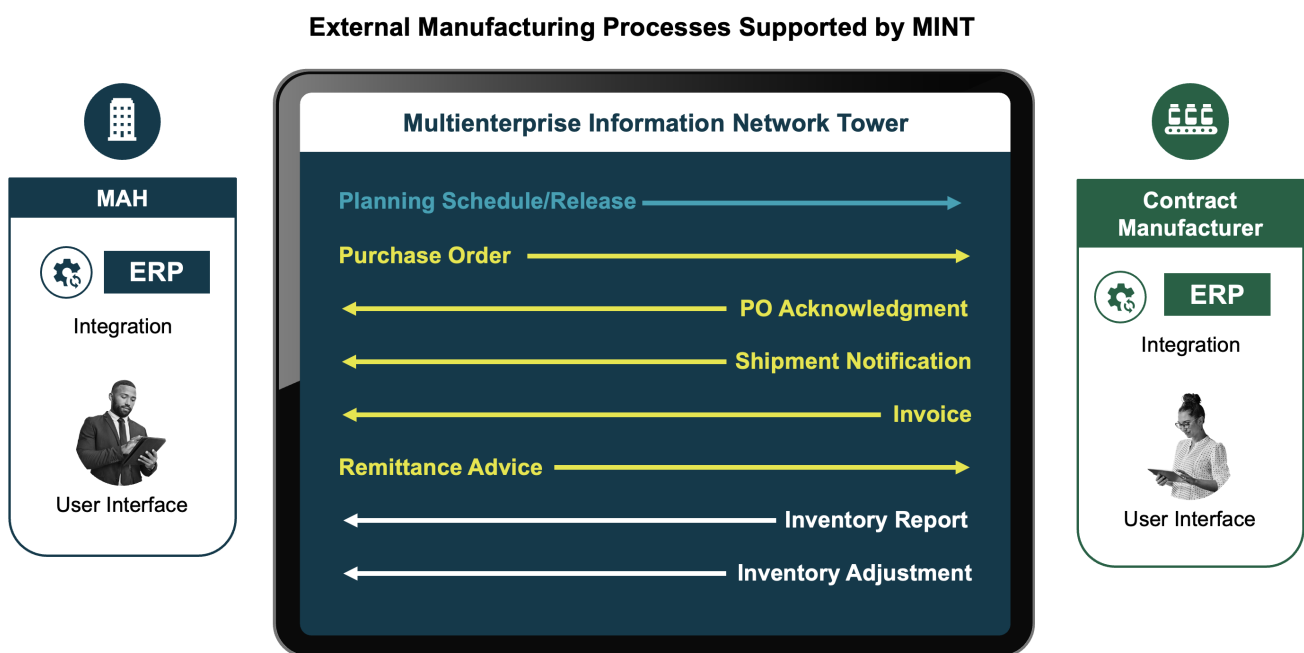 External Manufacturing Processes Supported by MINT
Multienterprise Information Network Tower
MAH
ERP
Integration
User Interface
Planning Schedule/Release
Purchase Order
PO Acknowledgment
Shipment Notification
Invoice
Remittance Advice
Inventory Report
Inventory Adjustment
Contract
Manufacturer
ERP
Integration
User Interface